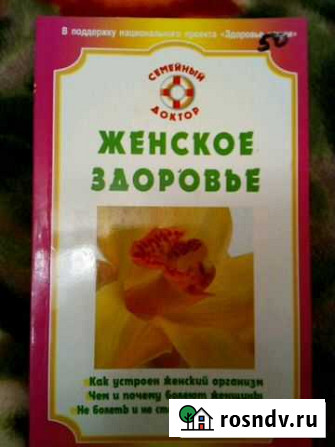 В поддержку национального проекта «Здоровье
50
СЕМЕЙНЫЙ
ДОКТОР
ЖЕНСКОЕ
ЗДОРОВЬЕ
Как устроен женский организм
Чем и почему болеют женщины
Не болеть и не
rosndv.ru